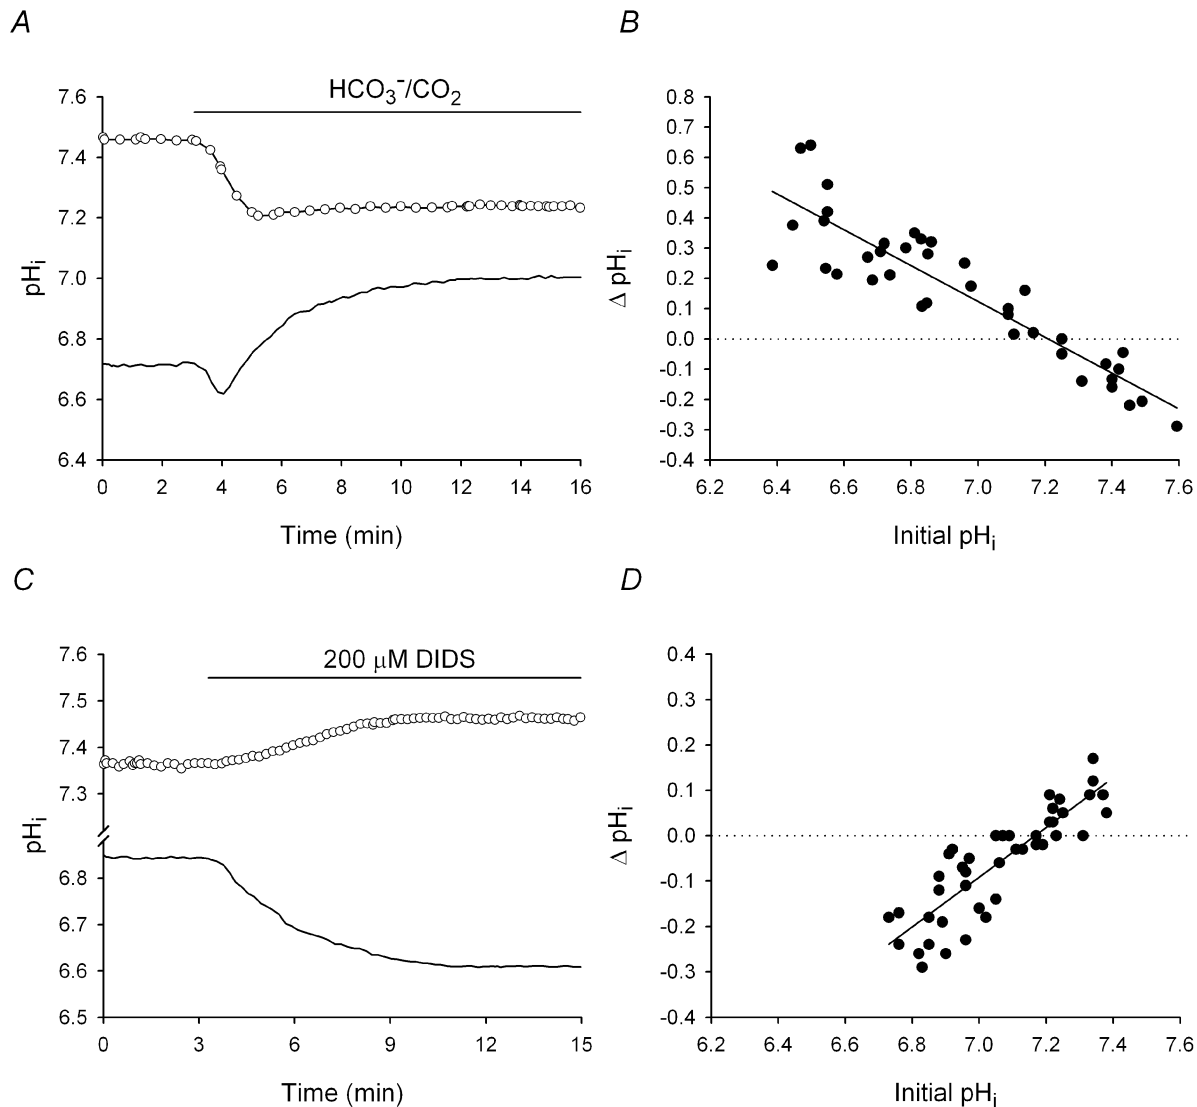 A
HCO₃⁻/CO₂
7.6
7.4
7.2
7.0
6.8
6.6
6.4
pHᵢ
0 2 4 6 8 10 12 14 16
Time (min)
B
0.8
0.7
0.6
0.5
0.4
0.3
0.2
0.1
0.0
-0.1
-0.2
-0.3
-0.4
Δ pHᵢ
6.2 6.4 6.6 6.8 7.0 7.2 7.4 7.6
Initial pHᵢ
C
200 μM DIDS
7.6
7.5
7.4
7.3
6.8
6.7
6.6
6.5
pHᵢ
0 3 6 9 12 15
Time (min)
D
0.4
0.3
0.2
0.1
0.0
-0.1
-0.2
-0.3
-0.4
Δ pHᵢ
6.2 6.4 6.6 6.8 7.0 7.2 7.4 7.6
Initial pHᵢ